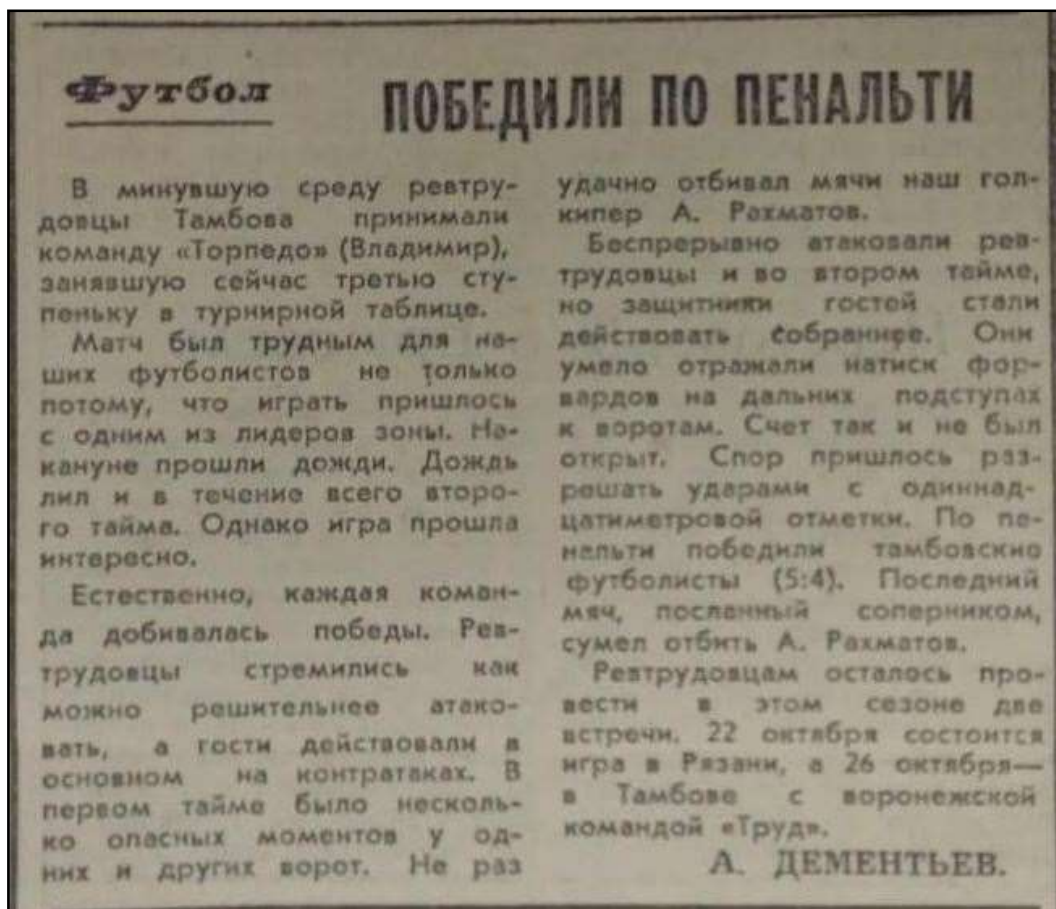 Футбол
ПОБЕДИЛИ ПО ПЕНАЛЬТИ
В минувшую среду ревтру-
довцы Тамбова принимали
команду «Торпедо» (Владимир),
занявшую сейчас третью сту-
пеньку в турнирной таблице.
Матч был трудным для на-
ших футболистов не только
потому, что играть пришлось
с одним из лидеров зоны. На-
кануне прошли дожди. Дождь
лил и в течение всего второ-
го тайма. Однако игра прошла
интересно.
Естественно, каждая коман-
да добивалась победы. Рев-
трудовцы стремились как
можно решительнее атако-
вать, а гости действовали в
основном на контратаках. В
первом тайме было несколь-
ко опасных моментов у од-
них и других ворот. Не раз
удачно отбивал мячи наш гол-
кипер А. Рахматов.
Беспрерывно атаковали рев-
трудовцы и во втором тайме,
но защитники гостей стали
действовать собраннее. Они
умело отражали натиск фор-
вардов на дальних подступах
к воротам. Счет так и не был
открыт. Спор пришлось раз-
решать ударами с одиннад-
цатиметровой отметки. По пе-
нальти победили тамбовские
футболисты (5:4). Последний
мяч, посланный соперником,
сумел отбить А. Рахматов.
Ревтрудовцам осталось про-
вести в этом сезоне две
встречи. 22 октября состоится
игра в Рязани, а 26 октября—
в Тамбове с воронежской
командой «Труд».
А. ДЕМЕНТЬЕВ.